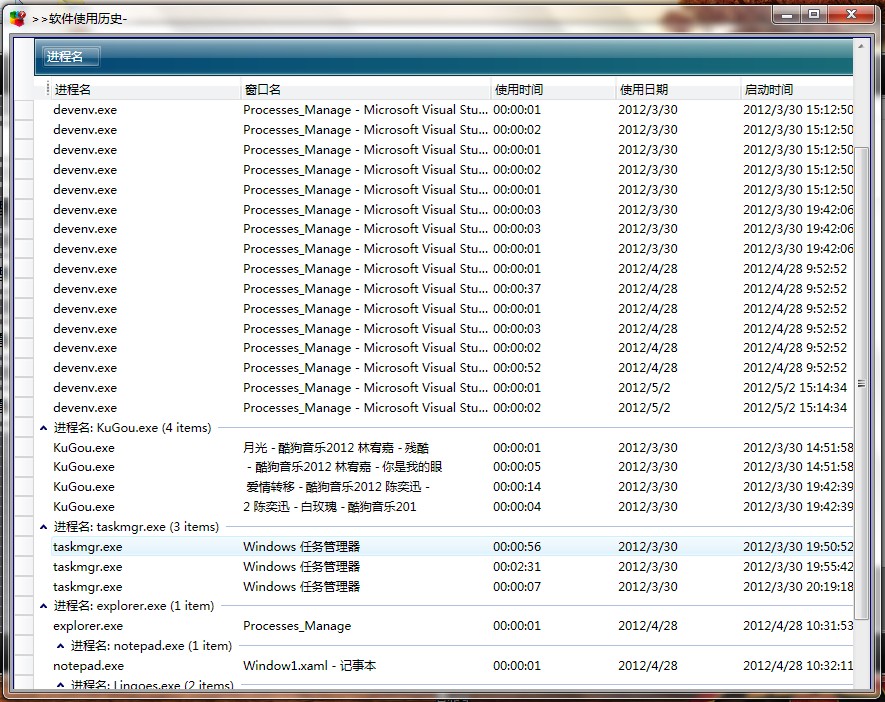 >>软件使用历史-
进程名
进程名 窗口名 使用时间 使用日期 启动时间
devenv.exe Processes_Manage - Microsoft Visual Stu... 00:00:01 2012/3/30 2012/3/30 15:12:50
devenv.exe Processes_Manage - Microsoft Visual Stu... 00:00:02 2012/3/30 2012/3/30 15:12:50
devenv.exe Processes_Manage - Microsoft Visual Stu... 00:00:01 2012/3/30 2012/3/30 15:12:50
devenv.exe Processes_Manage - Microsoft Visual Stu... 00:00:02 2012/3/30 2012/3/30 15:12:50
devenv.exe Processes_Manage - Microsoft Visual Stu... 00:00:01 2012/3/30 2012/3/30 15:12:50
devenv.exe Processes_Manage - Microsoft Visual Stu... 00:00:03 2012/3/30 2012/3/30 19:42:06
devenv.exe Processes_Manage - Microsoft Visual Stu... 00:00:03 2012/3/30 2012/3/30 19:42:06
devenv.exe Processes_Manage - Microsoft Visual Stu... 00:00:01 2012/3/30 2012/3/30 19:42:06
devenv.exe Processes_Manage - Microsoft Visual Stu... 00:00:01 2012/4/28 2012/4/28 9:52:52
devenv.exe Processes_Manage - Microsoft Visual Stu... 00:00:37 2012/4/28 2012/4/28 9:52:52
devenv.exe Processes_Manage - Microsoft Visual Stu... 00:00:01 2012/4/28 2012/4/28 9:52:52
devenv.exe Processes_Manage - Microsoft Visual Stu... 00:00:03 2012/4/28 2012/4/28 9:52:52
devenv.exe Processes_Manage - Microsoft Visual Stu... 00:00:02 2012/4/28 2012/4/28 9:52:52
devenv.exe Processes_Manage - Microsoft Visual Stu... 00:00:52 2012/4/28 2012/4/28 9:52:52
devenv.exe Processes_Manage - Microsoft Visual Stu... 00:00:01 2012/5/2 2012/5/2 15:14:34
devenv.exe Processes_Manage - Microsoft Visual Stu... 00:00:02 2012/5/2 2012/5/2 15:14:34
进程名: KuGou.exe (4 items)
KuGou.exe 月光 - 酷狗音乐2012 林宥嘉 - 残酷 00:00:01 2012/3/30 2012/3/30 14:51:58
KuGou.exe - 酷狗音乐2012 林宥嘉 - 你是我的眼 00:00:05 2012/3/30 2012/3/30 14:51:58
KuGou.exe 爱情转移 - 酷狗音乐2012 陈奕迅 - 00:00:14 2012/3/30 2012/3/30 19:42:39
KuGou.exe 2 陈奕迅 - 白玫瑰 - 酷狗音乐201 00:00:04 2012/3/30 2012/3/30 19:42:39
进程名: taskmgr.exe (3 items)
taskmgr.exe Windows 任务管理器 00:00:56 2012/3/30 2012/3/30 19:50:52
taskmgr.exe Windows 任务管理器 00:02:31 2012/3/30 2012/3/30 19:55:42
taskmgr.exe Windows 任务管理器 00:00:07 2012/3/30 2012/3/30 20:19:18
进程名: explorer.exe (1 item)
explorer.exe Processes_Manage 00:00:01 2012/4/28 2012/4/28 10:31:53
进程名: notepad.exe (1 item)
notepad.exe Window1.xaml - 记事本 00:00:01 2012/4/28 2012/4/28 10:32:11
进程名: Lingoes.exe (2 items)